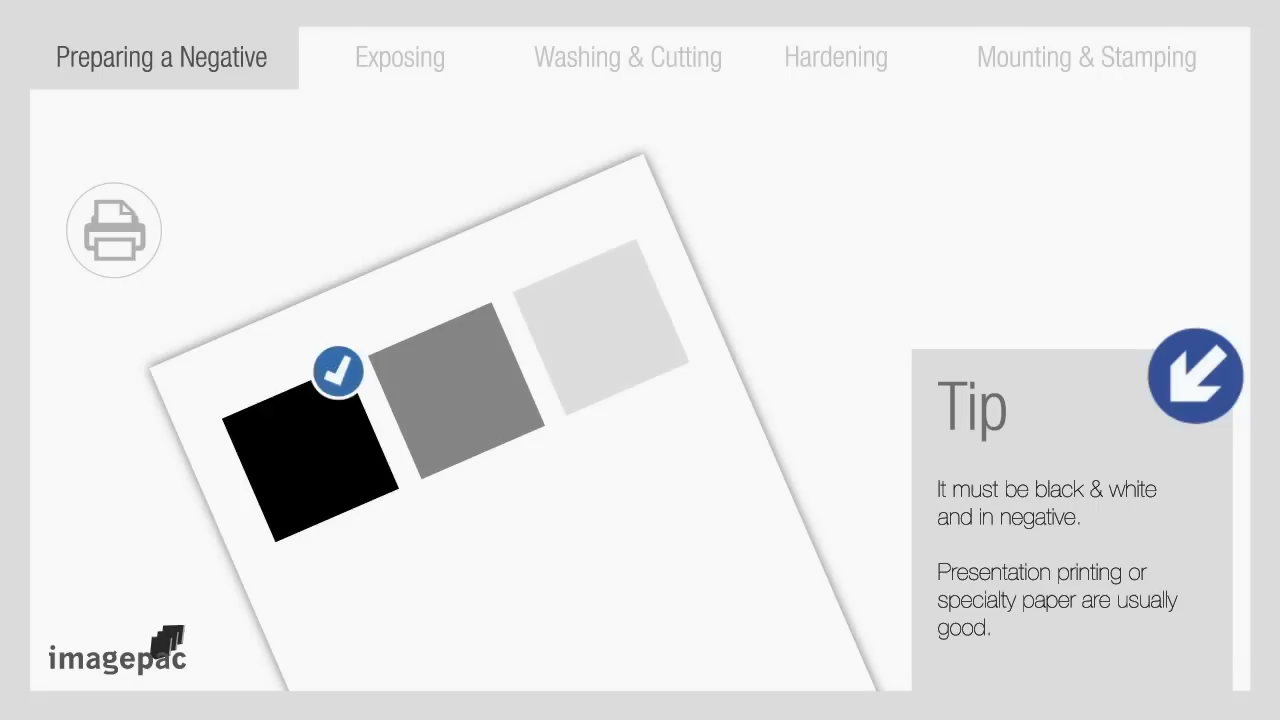 Preparing a Negative
Exposing
Washing & Cutting
Hardening
Mounting & Stamping
Tip
It must be black & white
and in negative.
Presentation printing or
specialty paper are usually
good.
imagepac